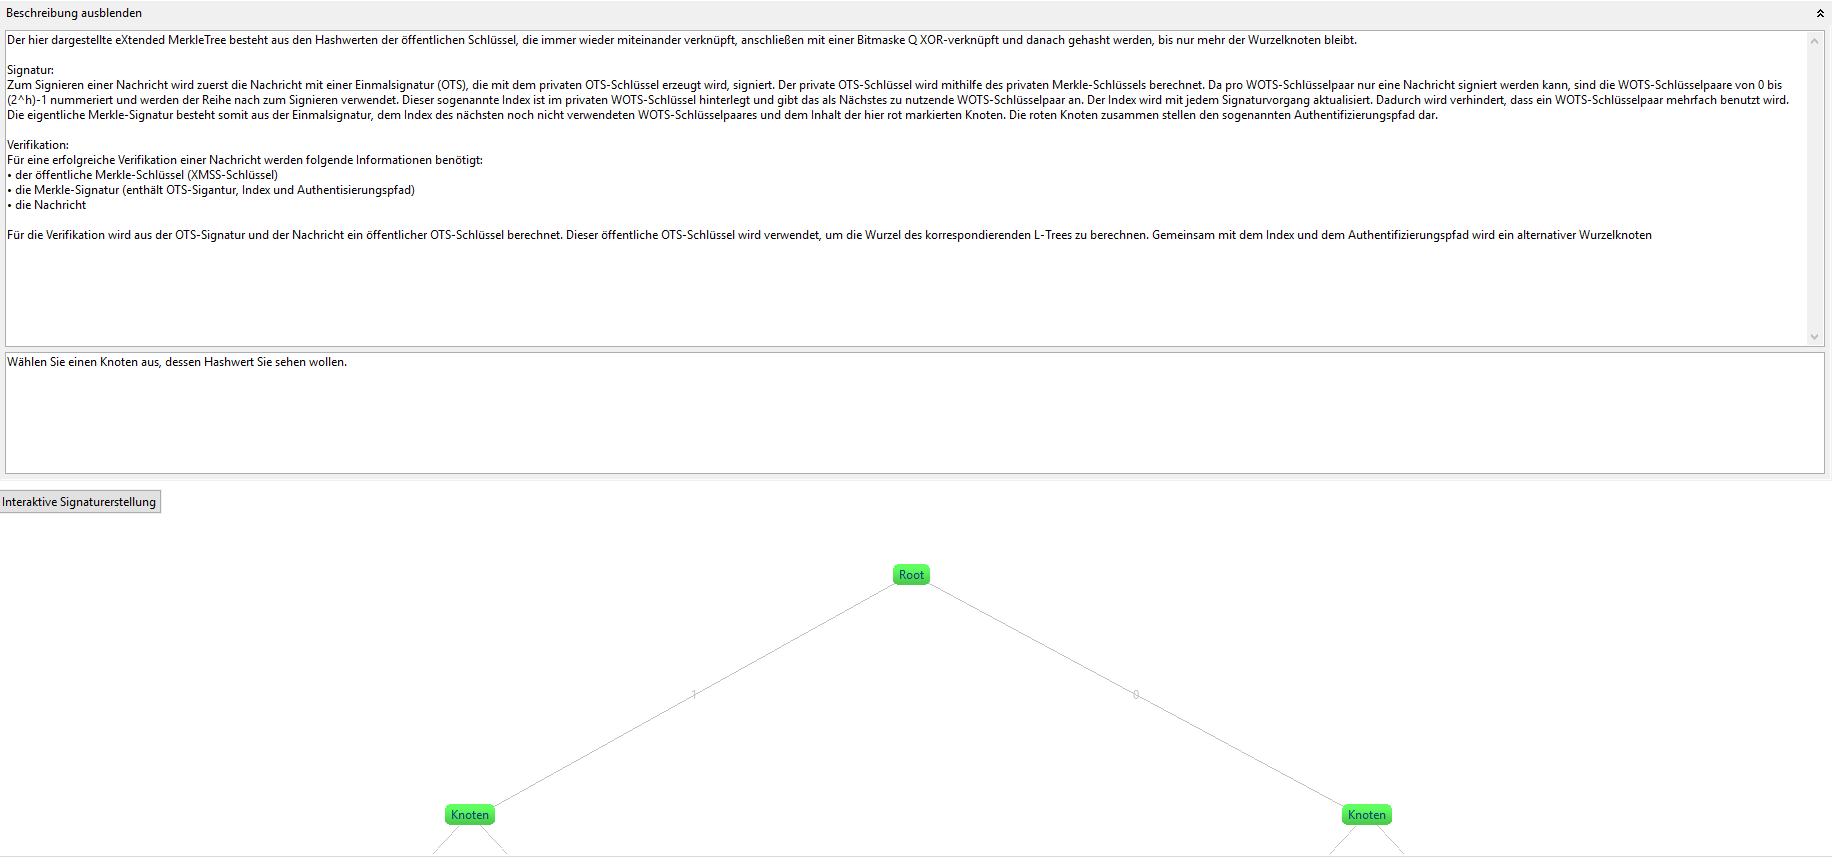 Beschreibung ausblenden
Der hier dargestellte eXtended MerkleTree besteht aus den Hashwerten der öffentlichen Schlüssel, die immer wieder miteinander verknüpft, anschließen mit einer Bitmaske Q XOR-verknüpft und danach gehasht werden, bis nur mehr der Wurzelknoten bleibt.
Signatur:
Zum Signieren einer Nachricht wird zuerst die Nachricht mit einer Einmalsignatur (OTS), die mit dem privaten OTS-Schlüssel erzeugt wird, signiert. Der private OTS-Schlüssel wird mithilfe des privaten Merkle-Schlüssels berechnet. Da pro WOTS-Schlüsselpaar nur eine Nachricht signiert werden kann, sind die WOTS-Schlüsselpaare von 0 bis
(2^h)-1 nummeriert und werden der Reihe nach zum Signieren verwendet. Dieser sogenannte Index ist im privaten WOTS-Schlüssel hinterlegt und gibt das als Nächstes zu nutzende WOTS-Schlüsselpaar an. Der Index wird mit jedem Signaturvorgang aktualisiert. Dadurch wird verhindert, dass ein WOTS-Schlüsselpaar mehrfach benutzt wird.
Die eigentliche Merkle-Signatur besteht somit aus der Einmalsignatur, dem Index des nächsten noch nicht verwendeten WOTS-Schlüsselpaares und dem Inhalt der hier rot markierten Knoten. Die roten Knoten zusammen stellen den sogenannten Authentifizierungspfad dar.
Verifikation:
Für eine erfolgreiche Verifikation einer Nachricht werden folgende Informationen benötigt:
• der öffentliche Merkle-Schlüssel (XMSS-Schlüssel)
• die Merkle-Signatur (enthält OTS-Sigantur, Index und Authentisierungspfad)
• die Nachricht
Für die Verifikation wird aus der OTS-Signatur und der Nachricht ein öffentlicher OTS-Schlüssel berechnet. Dieser öffentliche OTS-Schlüssel wird verwendet, um die Wurzel des korrespondierenden L-Trees zu berechnen. Gemeinsam mit dem Index und dem Authentifizierungspfad wird ein alternativer Wurzelknoten
Wählen Sie einen Knoten aus, dessen Hashwert Sie sehen wollen.
Interaktive Signaturerstellung
Root
1 0
Knoten Knoten